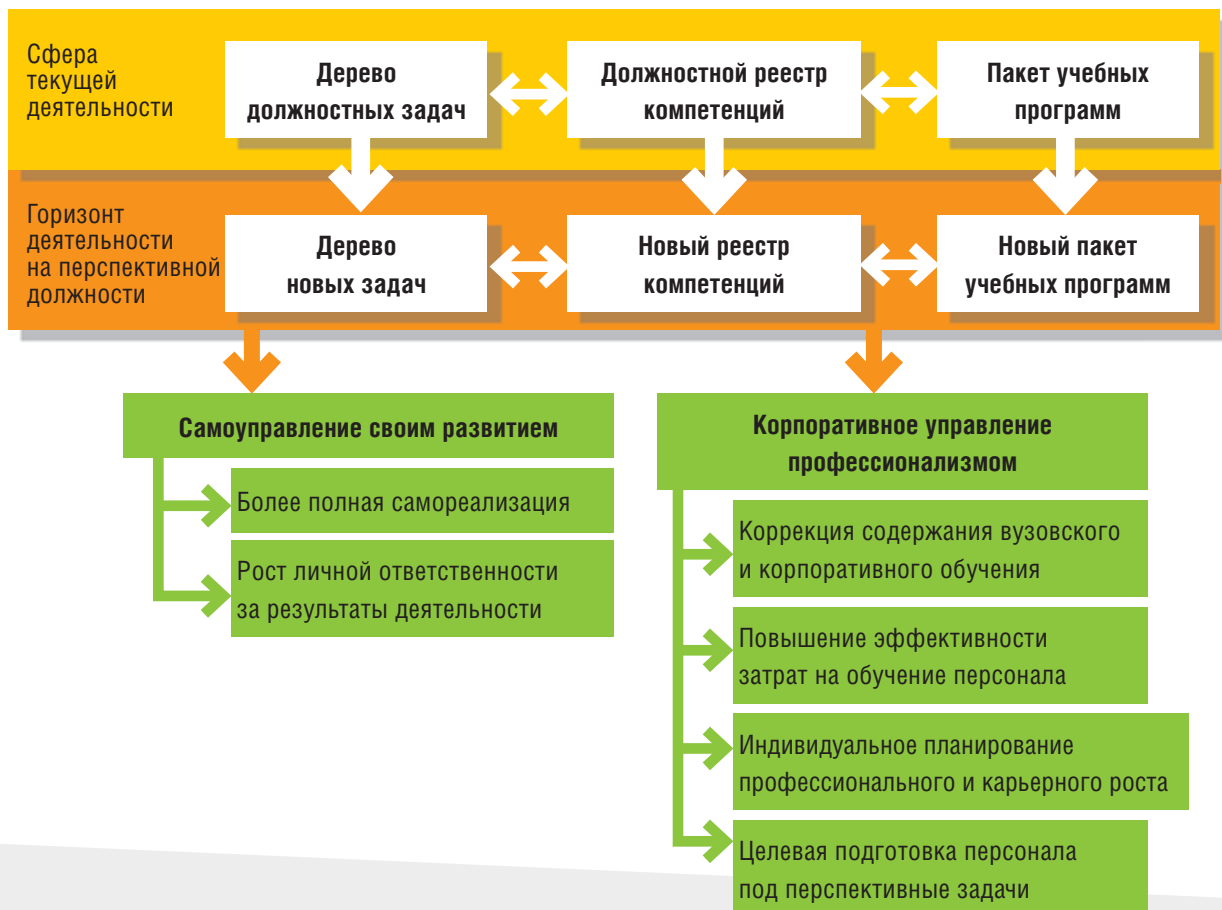 Сфера
текущей
деятельности
Дерево
должностных задач
Должностной реестр
компетенций
Пакет учебных
программ
Горизонт
деятельности
на перспективной
должности
Дерево
новых задач
Новый реестр
компетенций
Новый пакет
учебных программ
Самоуправление своим развитием
Более полная самореализация
Рост личной ответственности
за результаты деятельности
Корпоративное управление
профессионализмом
Коррекция содержания вузовского
и корпоративного обучения
Повышение эффективности
затрат на обучение персонала
Индивидуальное планирование
профессионального и карьерного роста
Целевая подготовка персонала
под перспективные задачи